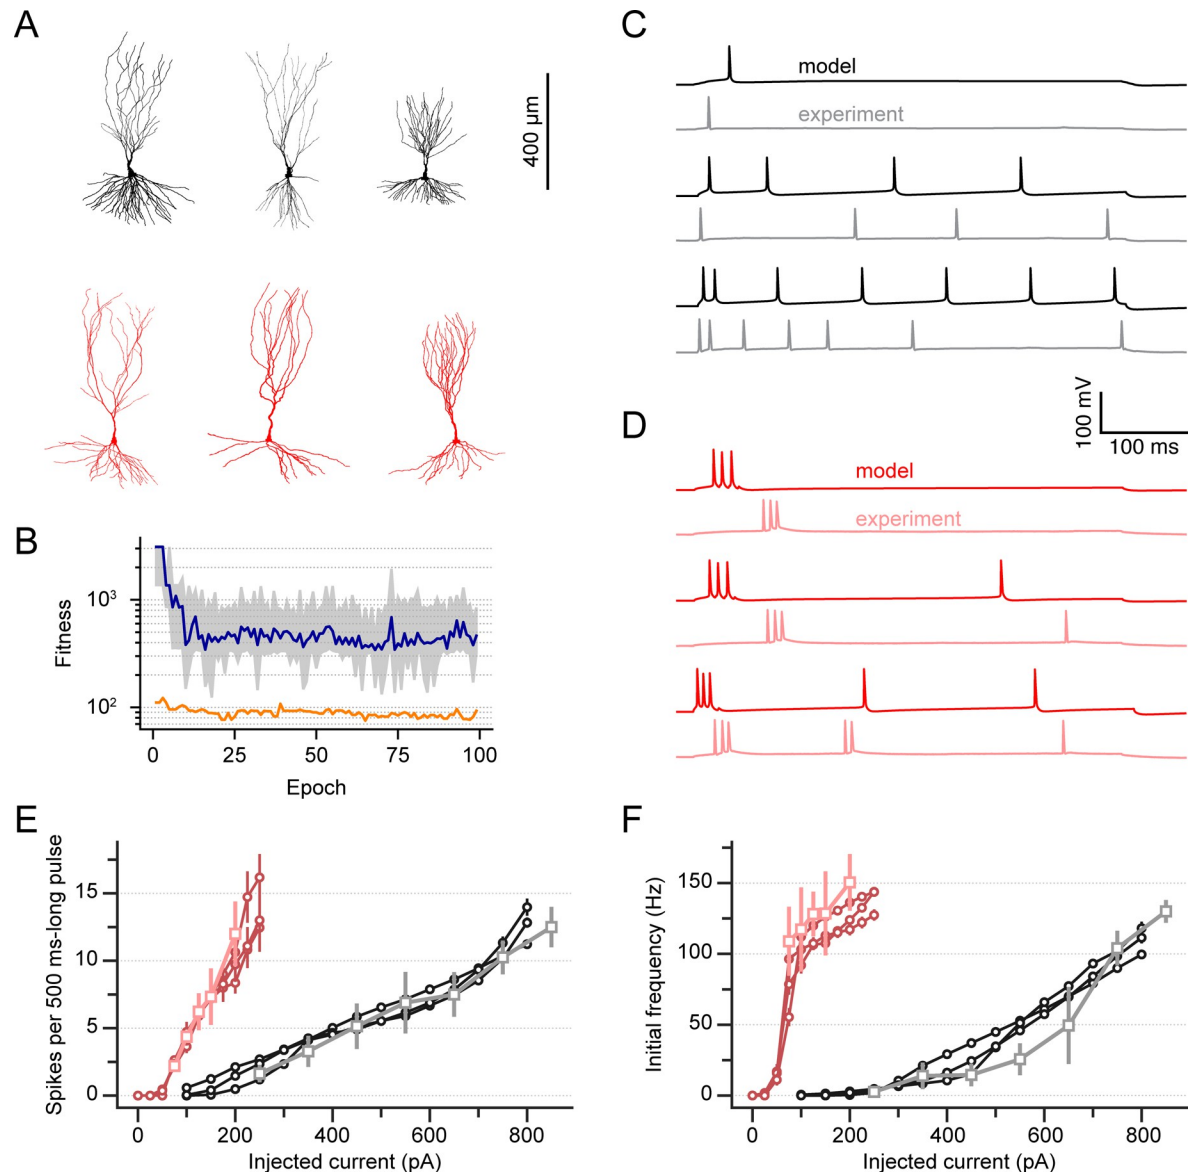 A
400 µm
B
Fitness
10³
10²
0
25
50
75
100
Epoch
C
model
experiment
100 mV
100 ms
D
model
experiment
E
Spikes per 500 ms-long pulse
15
10
5
0
0
200
400
600
800
Injected current (pA)
F
Initial frequency (Hz)
150
100
50
0
0
200
400
600
800
Injected current (pA)